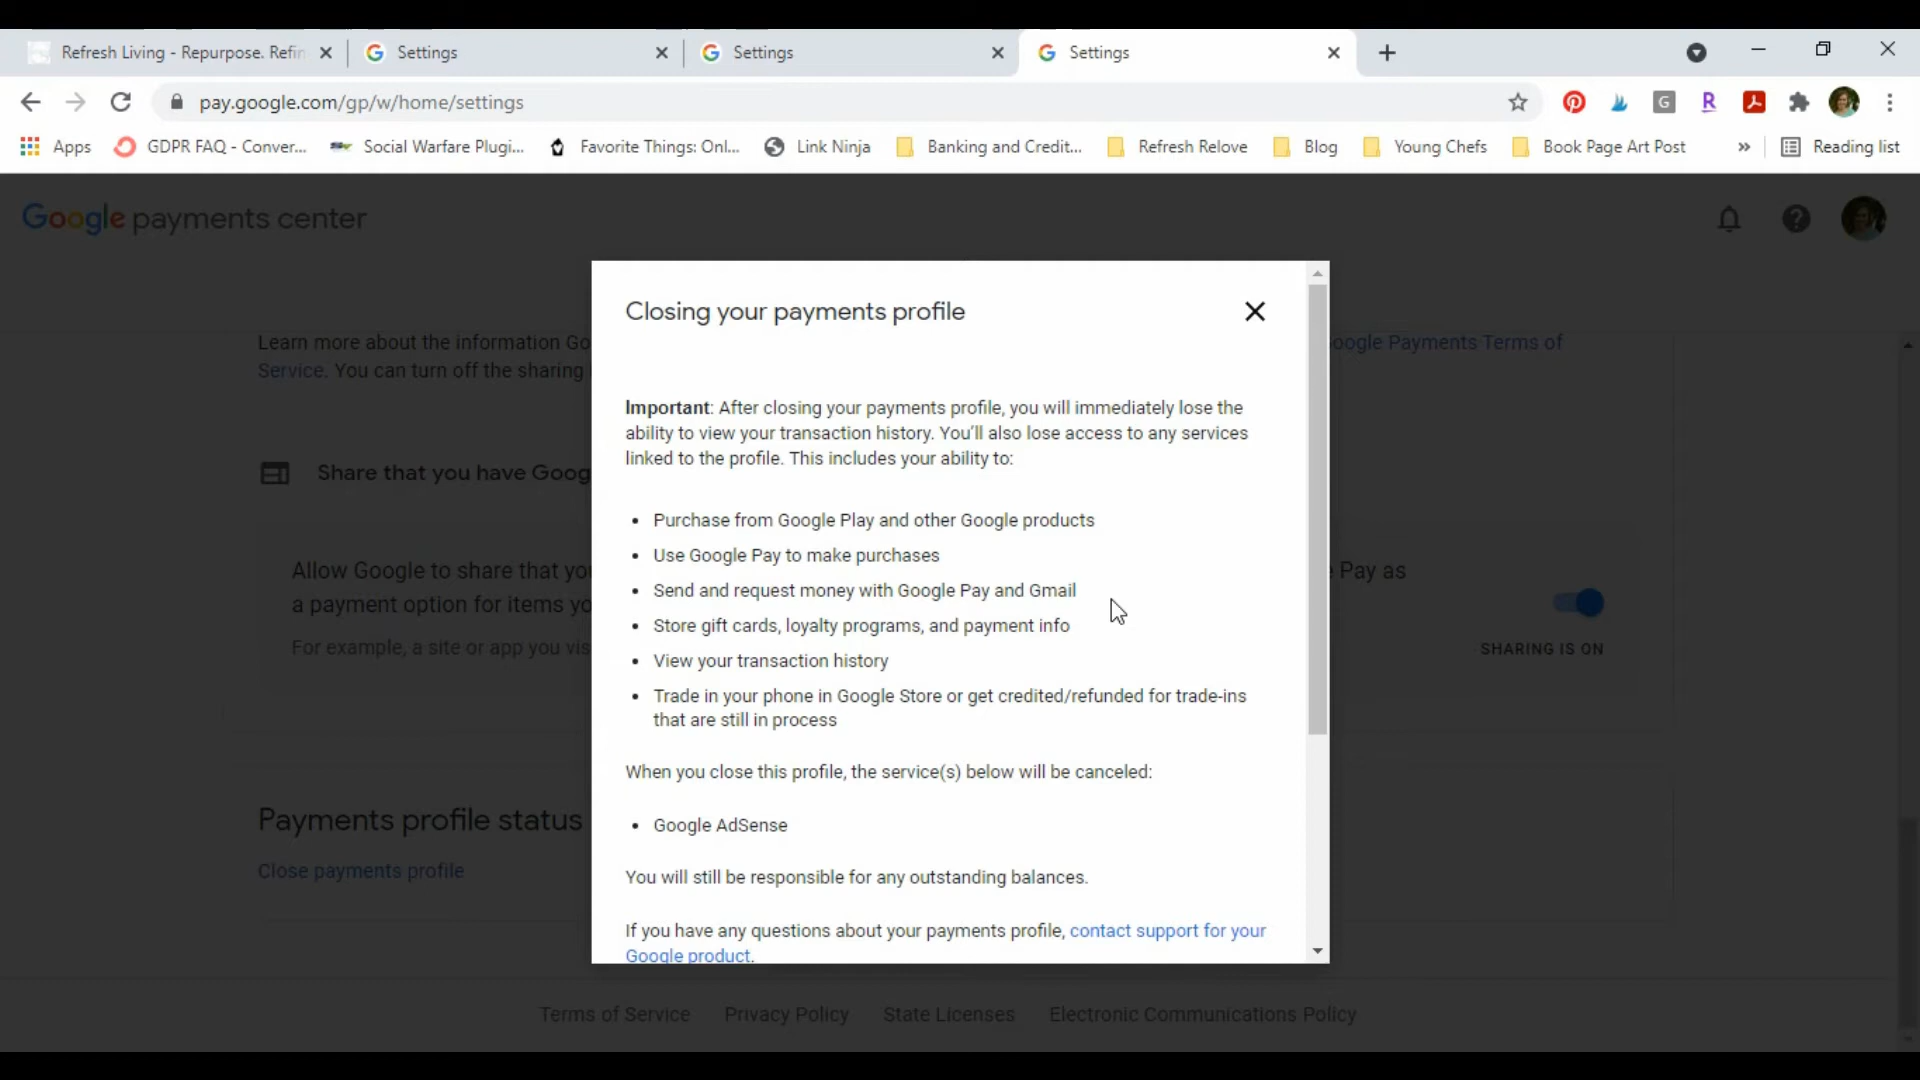 Refresh Living - Repurpose. Refin
Settings
Settings
Settings
pay.google.com/gp/w/home/settings
Apps
GDPR FAQ - Conver...
Social Warfare Plugi...
Favorite Things: Onl...
Link Ninja
Banking and Credit...
Refresh Relove
Blog
Young Chefs
Book Page Art Post
»
Reading list
Google payments center
Closing your payments profile
Learn more about the information Go
oogle Payments Terms of
Service. You can turn off the sharing
Important: After closing your payments profile, you will immediately lose the
ability to view your transaction history. You'll also lose access to any services
linked to the profile. This includes your ability to:
Share that you have Goog
• Purchase from Google Play and other Google products
• Use Google Pay to make purchases
• Send and request money with Google Pay and Gmail
• Store gift cards, loyalty programs, and payment info
• View your transaction history
• Trade in your phone in Google Store or get credited/refunded for trade-ins
that are still in process
Allow Google to share that yo
e Pay as
a payment option for items yo
For example, a site or app you vis
SHARING IS ON
When you close this profile, the service(s) below will be canceled:
• Google AdSense
You will still be responsible for any outstanding balances.
If you have any questions about your payments profile, contact support for your
Google product.
Payments profile status
Close payments profile
Terms of Service
Privacy Policy
State Licenses
Electronic Communications Policy